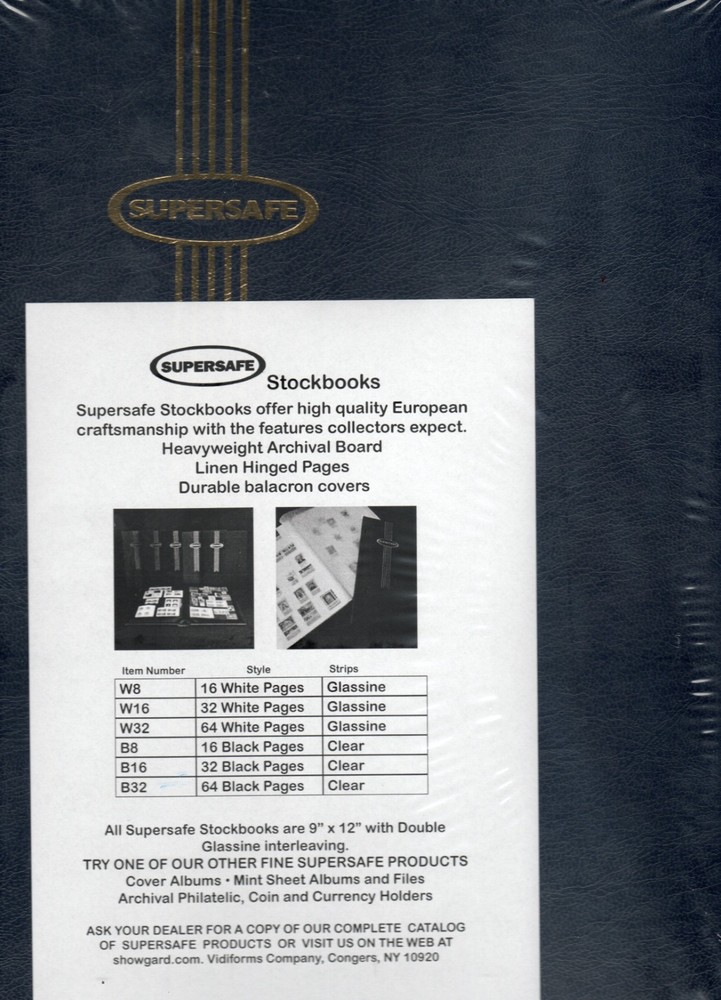 SUPERSAFE
SUPERSAFE
Stockbooks
Supersafe Stockbooks offer high quality European
craftsmanship with the features collectors expect.
Heavyweight Archival Board
Linen Hinged Pages
Durable balacron covers
Item Number Style Strips
W8 16 White Pages Glassine
W16 32 White Pages Glassine
W32 64 White Pages Glassine
B8 16 Black Pages Clear
B16 32 Black Pages Clear
B32 64 Black Pages Clear
All Supersafe Stockbooks are 9” x 12” with Double
Glassine interleaving.
TRY ONE OF OUR OTHER FINE SUPERSAFE PRODUCTS
Cover Albums • Mint Sheet Albums and Files
Archival Philatelic, Coin and Currency Holders
ASK YOUR DEALER FOR A COPY OF OUR COMPLETE CATALOG
OF SUPERSAFE PRODUCTS OR VISIT US ON THE WEB AT
showgard.com. Vidiforms Company, Congers, NY 10920